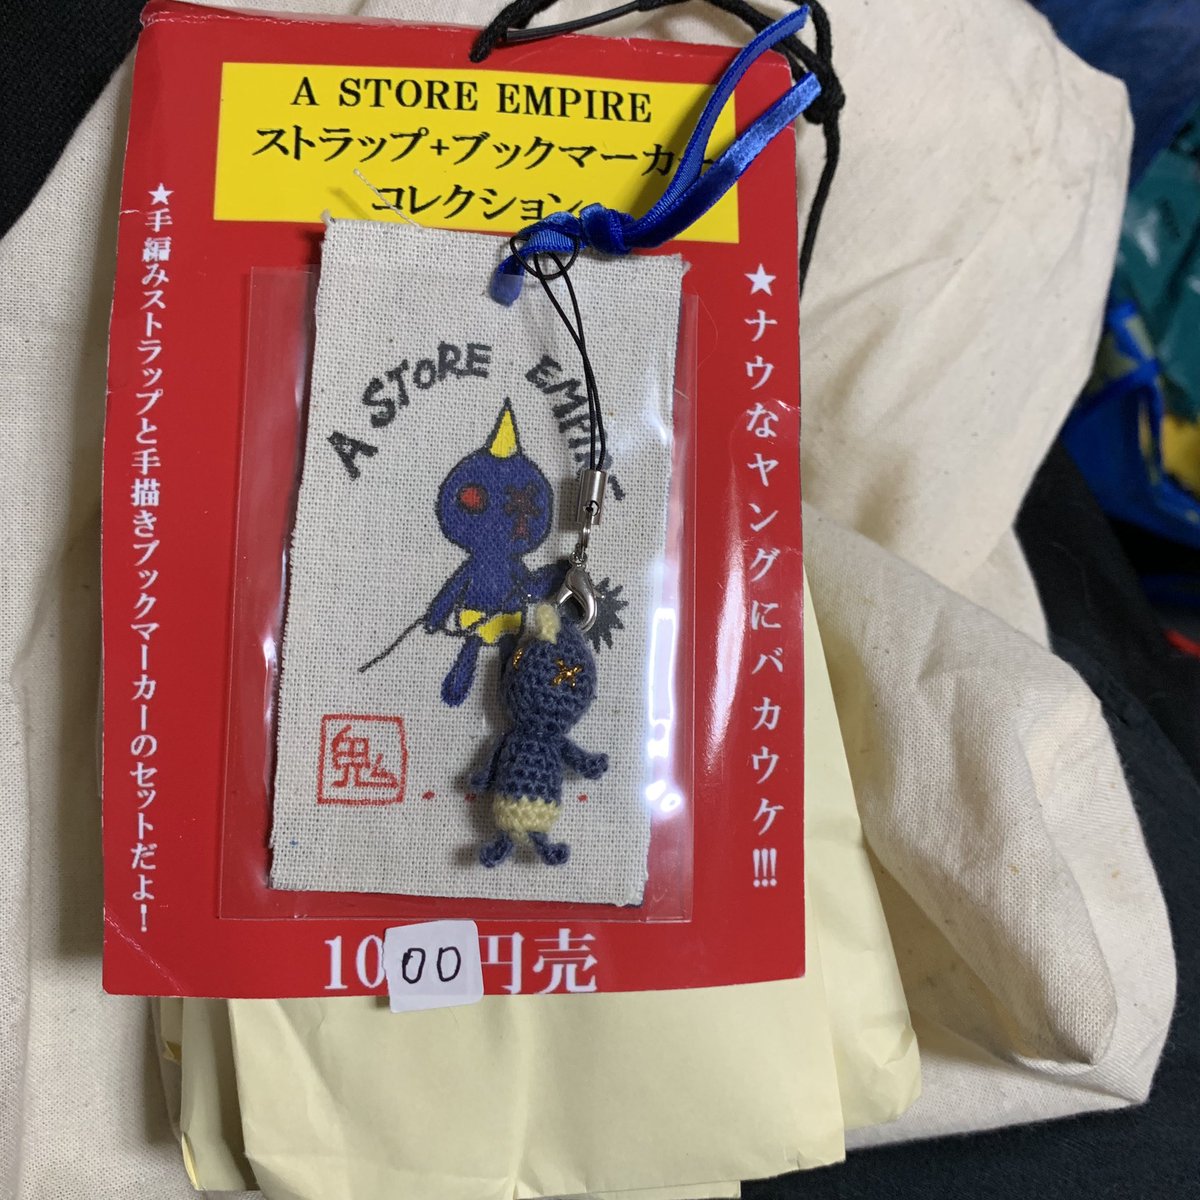 A STORE EMPIRE
ストラップ+ブックマーカー
コレクション
★手編みストラップと手描きブックマーカーのセットだよ!
★ナウなヤングにバカウケ!!!
A STORE EMPI
鬼
1000円売